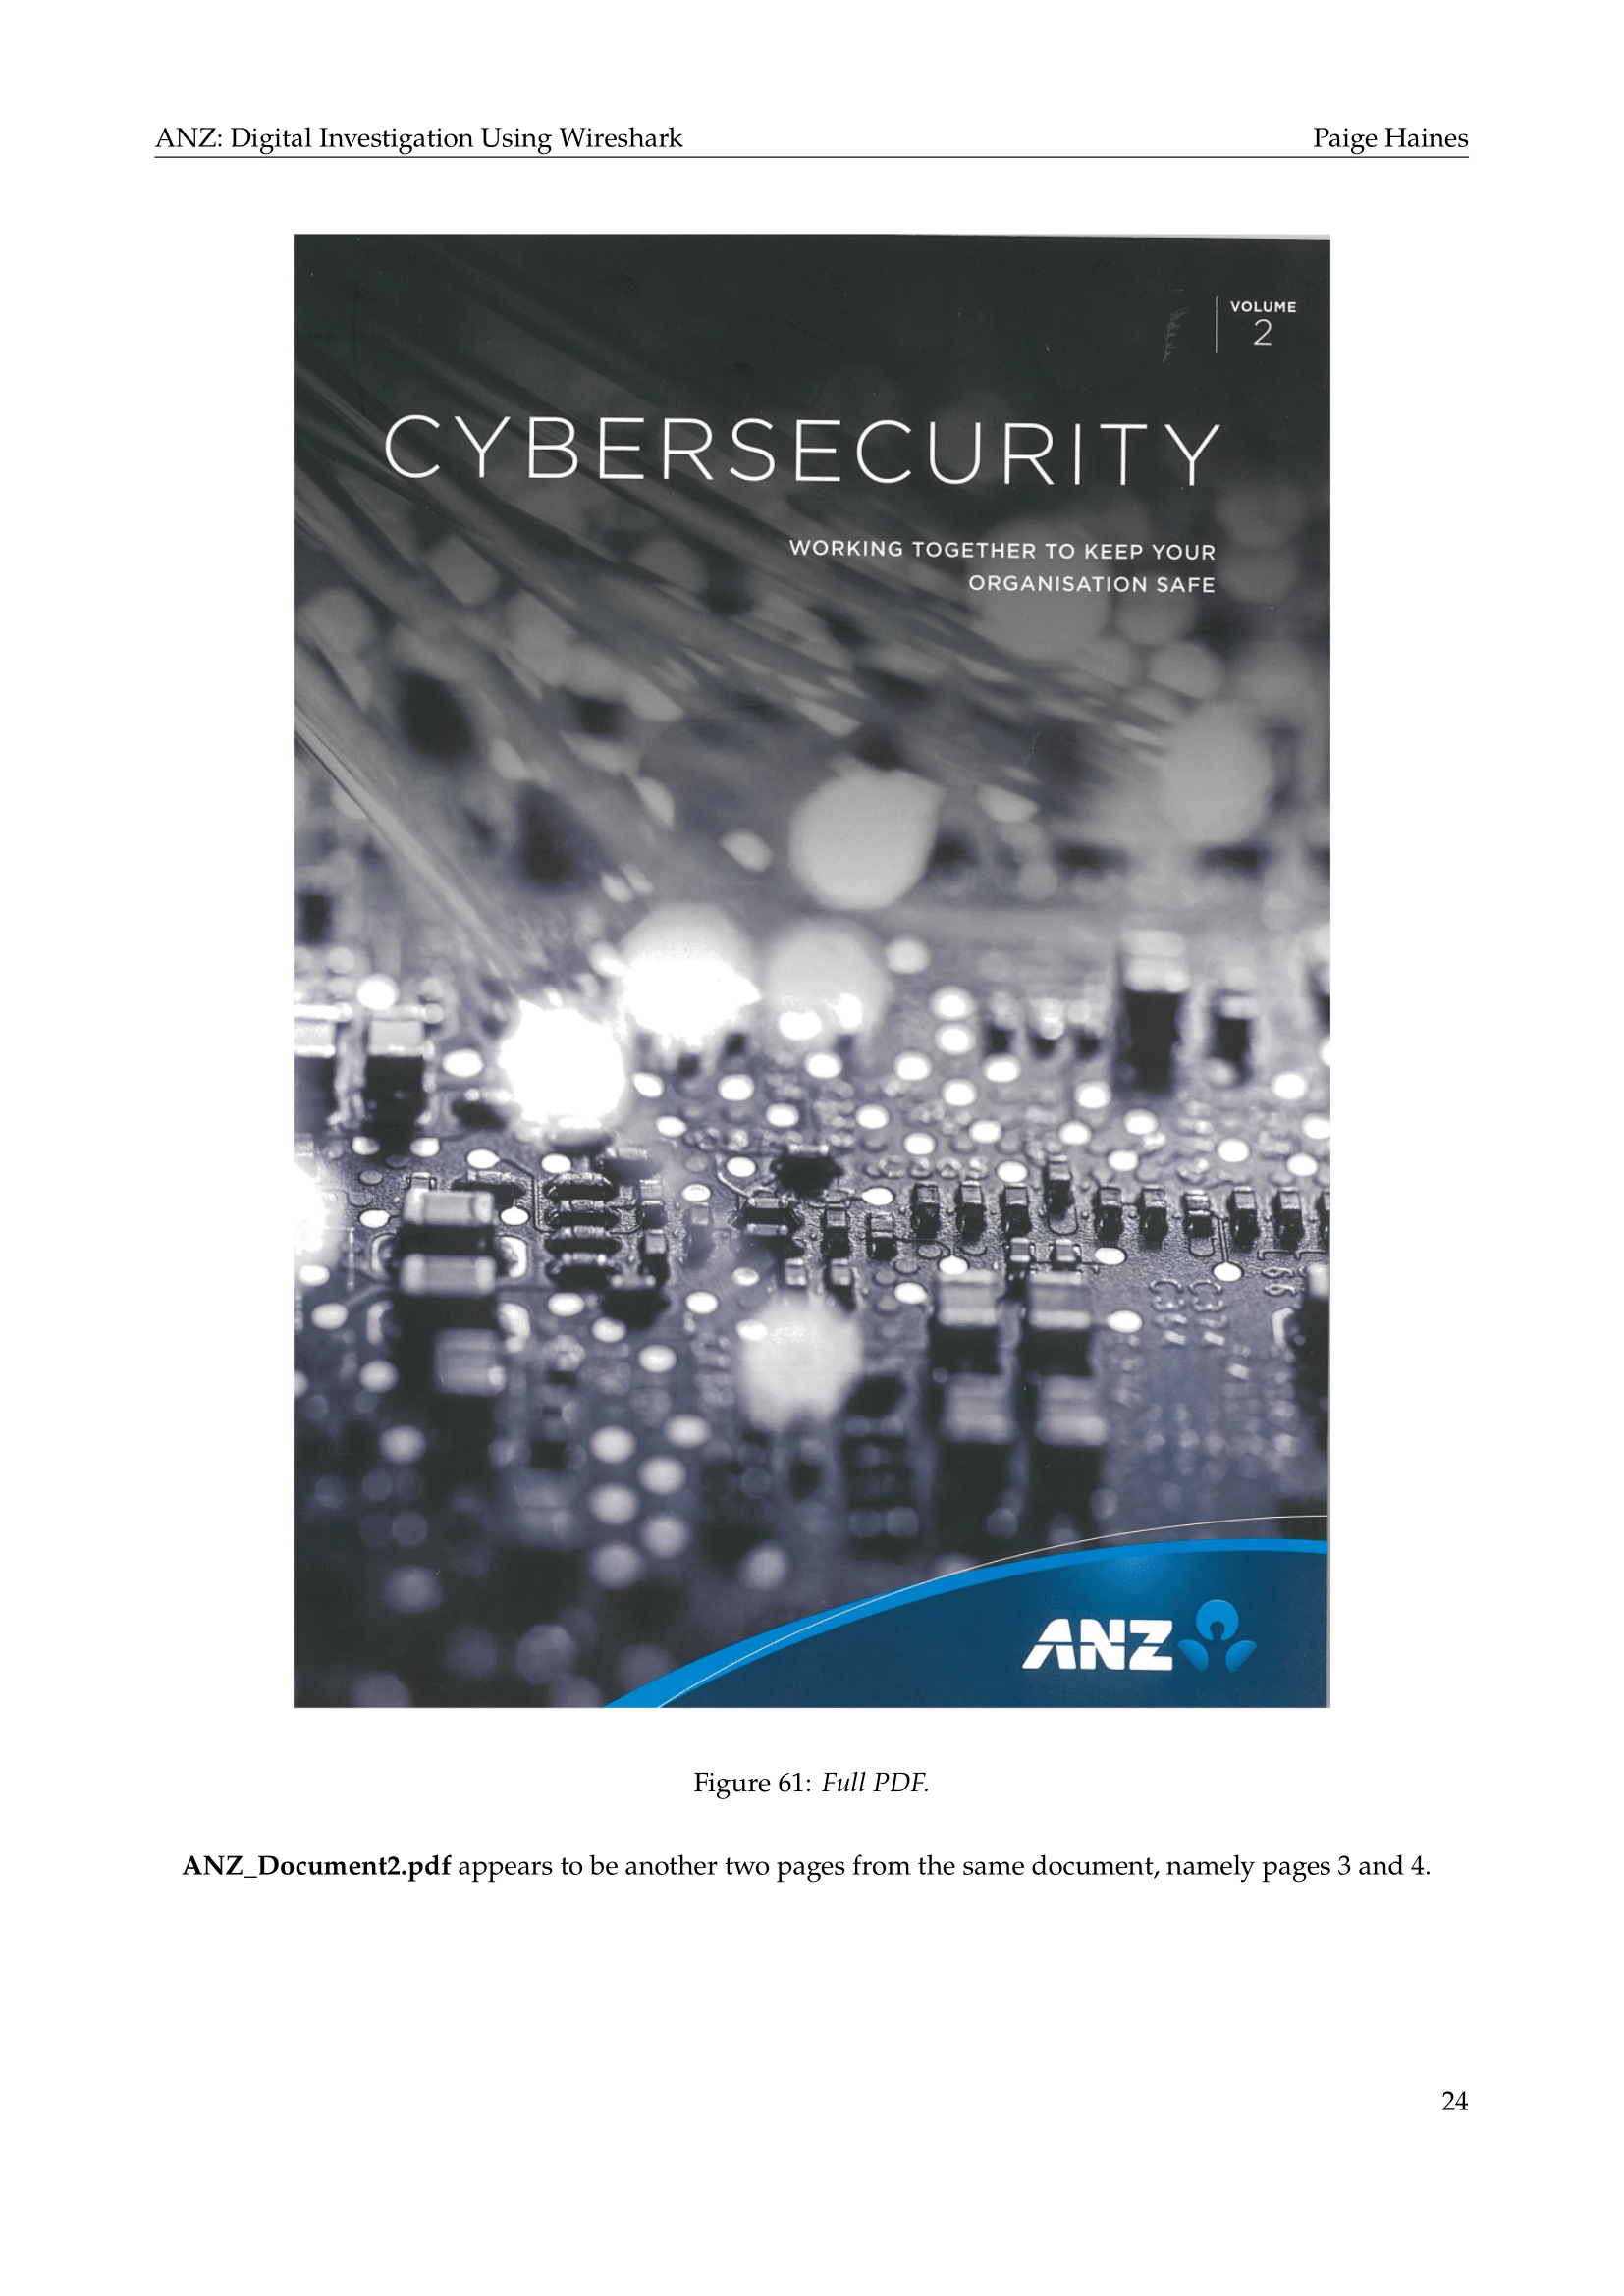 ANZ: Digital Investigation Using Wireshark Paige Haines
VOLUME
2
CYBERSECURITY
WORKING TOGETHER TO KEEP YOUR
ORGANISATION SAFE
ANZ
Figure 61: Full PDF.
ANZ_Document2.pdf appears to be another two pages from the same document, namely pages 3 and 4.
24